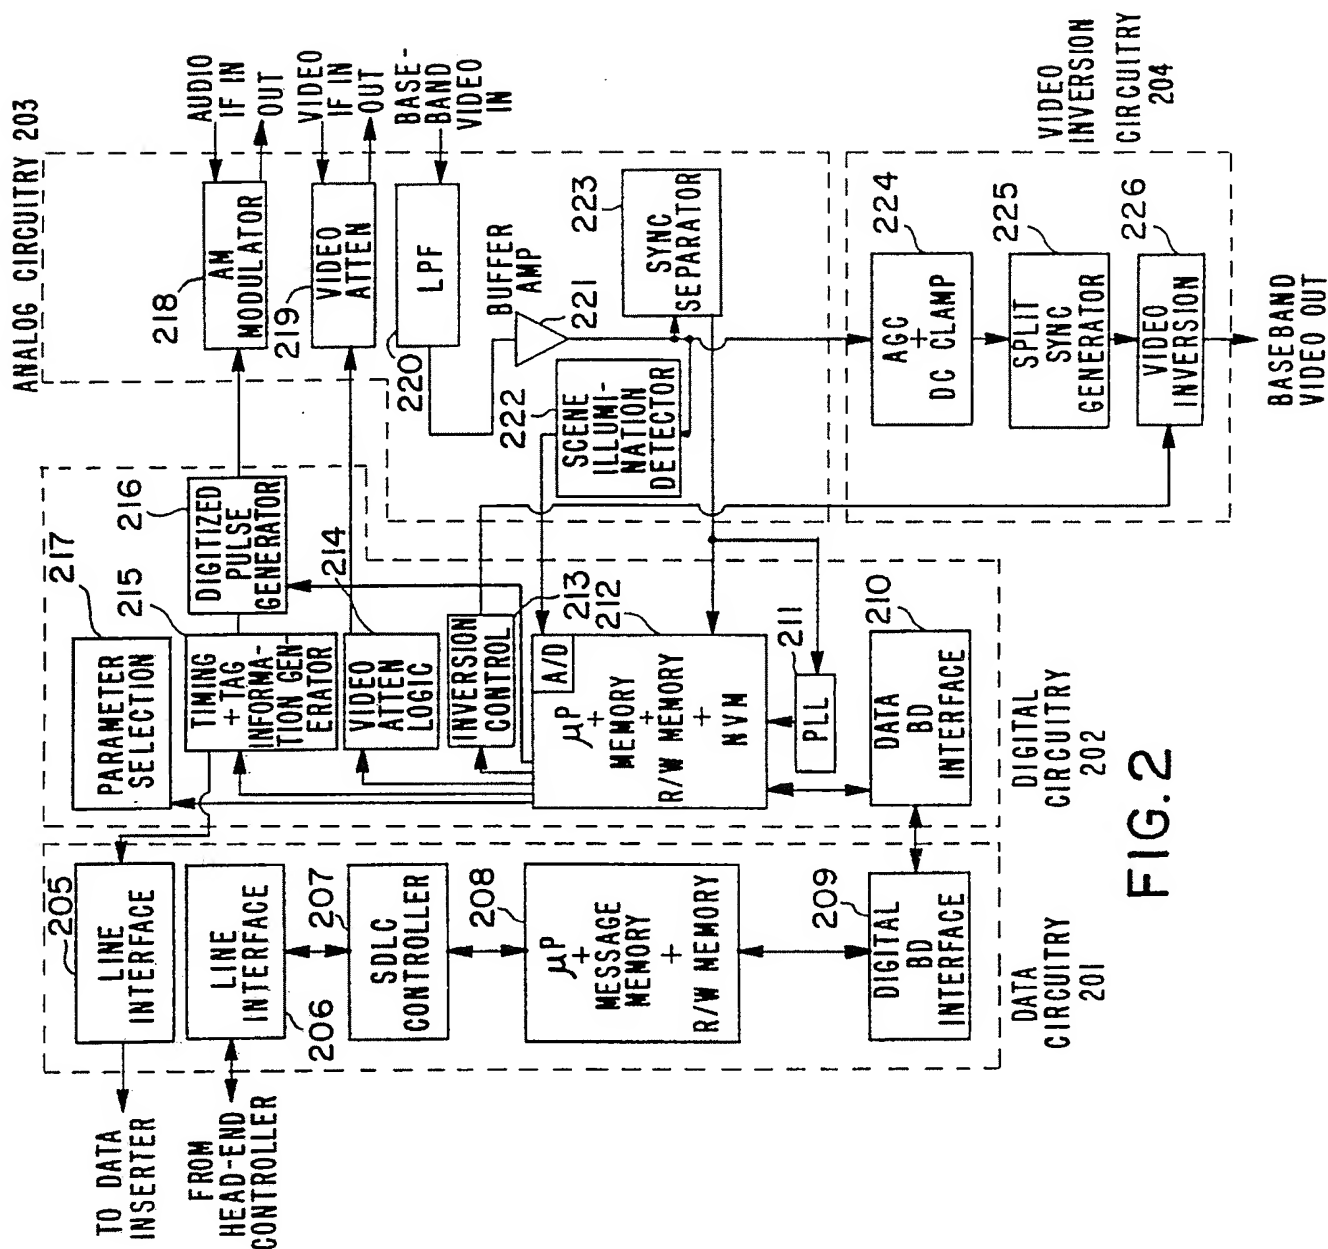 ANALOG CIRCUITRY 203
AUDIO
IF IN
OUT
VIDEO
IF IN
OUT
BASE-
BAND
VIDEO
IN
VIDEO
INVERSION
CIRCUITRY
204
217
PARAMETER
SELECTION
215
TIMING
+ TAG
INFORMA-
TION GEN-
ERATOR
216
DIGITIZED
PULSE
GENERATOR
218
AM
MODULATOR
214
VIDEO
ATTEN
LOGIC
219
VIDEO
ATTEN
213
INVERSION
CONTROL
220
LPF
BUFFER
AMP
221
222
SCENE
ILLUMI-
NATION
DETECTOR
223
SYNC
SEPARATOR
212
A/D
μP
+
MEMORY
+
R/W MEMORY
+
NVM
211
PLL
210
DATA
BD
INTERFACE
224
AGC
+
DC CLAMP
225
SPLIT
SYNC
GENERATOR
226
VIDEO
INVERSION
BASEBAND
VIDEO OUT
205
LINE
INTERFACE
LINE
INTERFACE
206
207
SDLC
CONTROLLER
208
μP
+
MESSAGE
MEMORY
+
R/W MEMORY
209
DIGITAL
BD
INTERFACE
TO DATA
INSERTER
FROM
HEAD-END
CONTROLLER
DATA
CIRCUITRY
201
DIGITAL
CIRCUITRY
202
FIG. 2